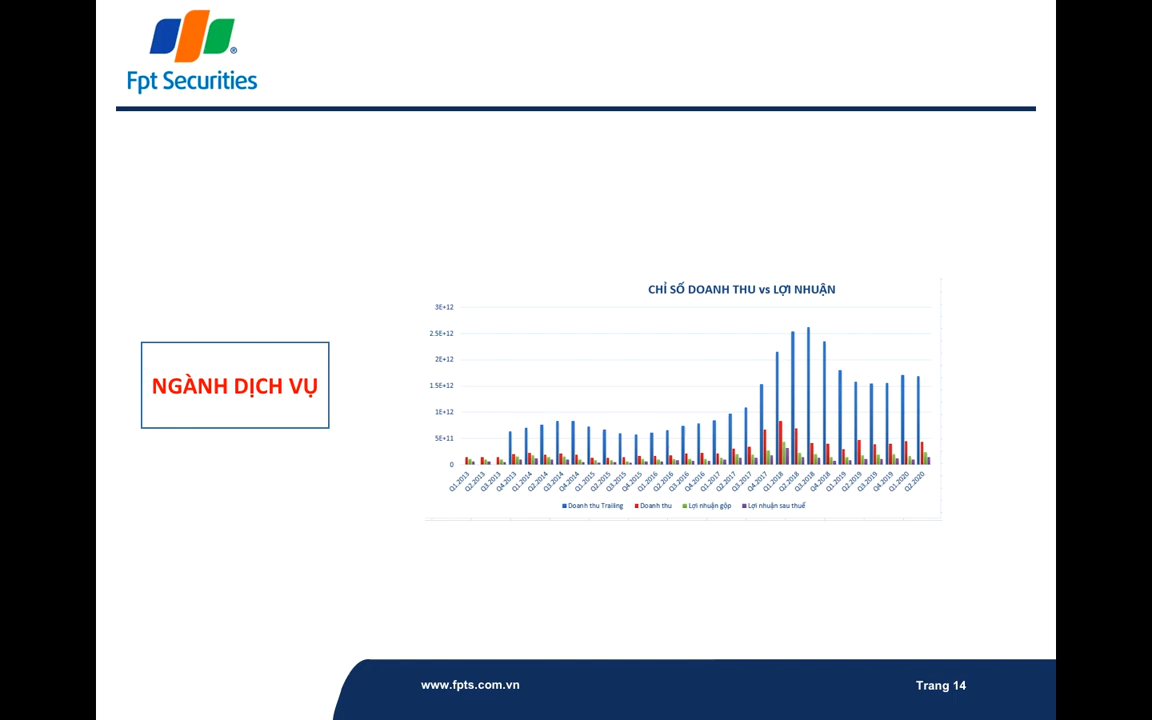 Fpt Securities
CHỈ SỐ DOANH THU vs LỢI NHUẬN
3E+12
2.5E+12
2E+12
1.5E+12
1E+12
5E+11
0
NGÀNH DỊCH VỤ
Q1.2013 Q2.2013 Q3.2013 Q4.2013 Q1.2014 Q2.2014 Q3.2014 Q4.2014 Q1.2015 Q2.2015 Q3.2015 Q4.2015 Q1.2016 Q2.2016 Q3.2016 Q4.2016 Q1.2017 Q2.2017 Q3.2017 Q4.2017 Q1.2018 Q2.2018 Q3.2018 Q4.2018 Q1.2019 Q2.2019 Q3.2019 Q4.2019 Q1.2020 Q2.2020
Doanh thu Trailing Doanh thu Lợi nhuận gộp Lợi nhuận sau thuế
www.fpts.com.vn Trang 14